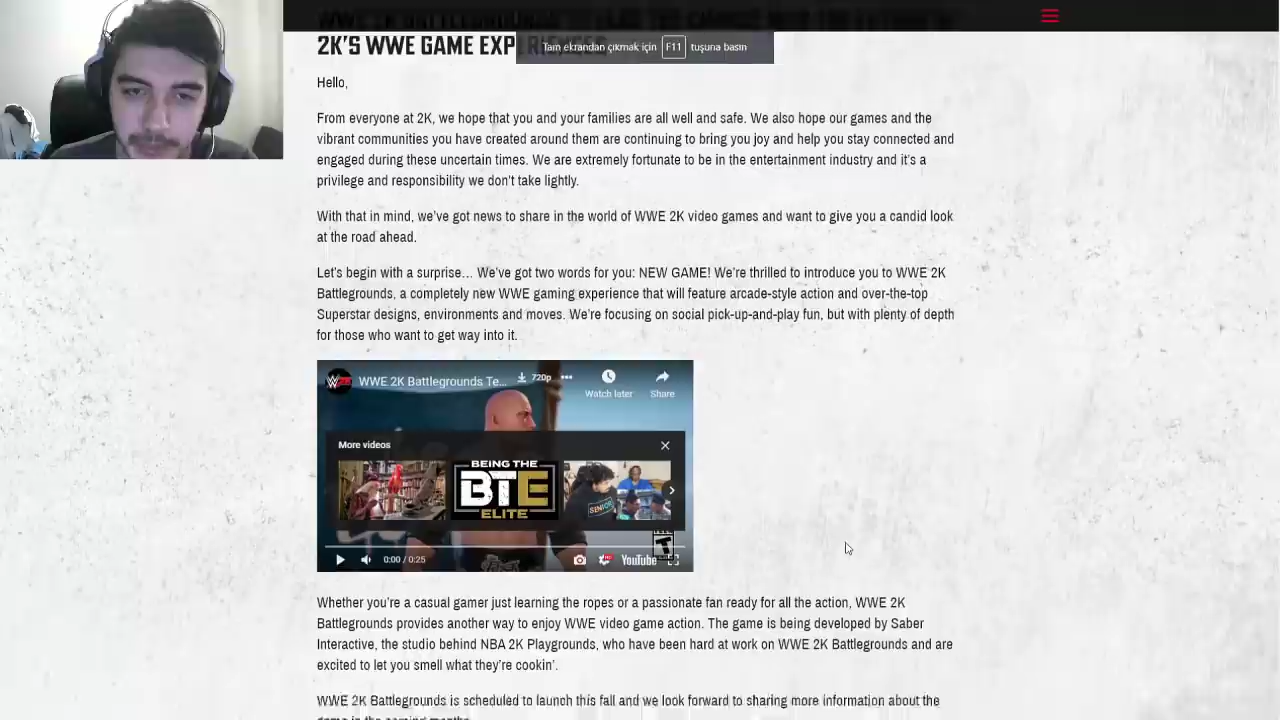 2K'S WWE GAME EXPERIENCES
Tam ekrandan çıkmak için F11 tuşuna basın
Hello,
From everyone at 2K, we hope that you and your families are all well and safe. We also hope our games and the
vibrant communities you have created around them are continuing to bring you joy and help you stay connected and
engaged during these uncertain times. We are extremely fortunate to be in the entertainment industry and it's a
privilege and responsibility we don't take lightly.
With that in mind, we've got news to share in the world of WWE 2K video games and want to give you a candid look
at the road ahead.
Let's begin with a surprise… We've got two words for you: NEW GAME! We're thrilled to introduce you to WWE 2K
Battlegrounds, a completely new WWE gaming experience that will feature arcade-style action and over-the-top
Superstar designs, environments and moves. We're focusing on social pick-up-and-play fun, but with plenty of depth
for those who want to get way into it.
WWE 2K Battlegrounds Te... 720p
Watch later Share
More videos
BEING THE
BTE
ELITE
SENIOR
T
0:00 / 0:25 YouTube
Whether you're a casual gamer just learning the ropes or a passionate fan ready for all the action, WWE 2K
Battlegrounds provides another way to enjoy WWE video game action. The game is being developed by Saber
Interactive, the studio behind NBA 2K Playgrounds, who have been hard at work on WWE 2K Battlegrounds and are
excited to let you smell what they're cookin'.
WWE 2K Battlegrounds is scheduled to launch this fall and we look forward to sharing more information about the
game in the coming months.